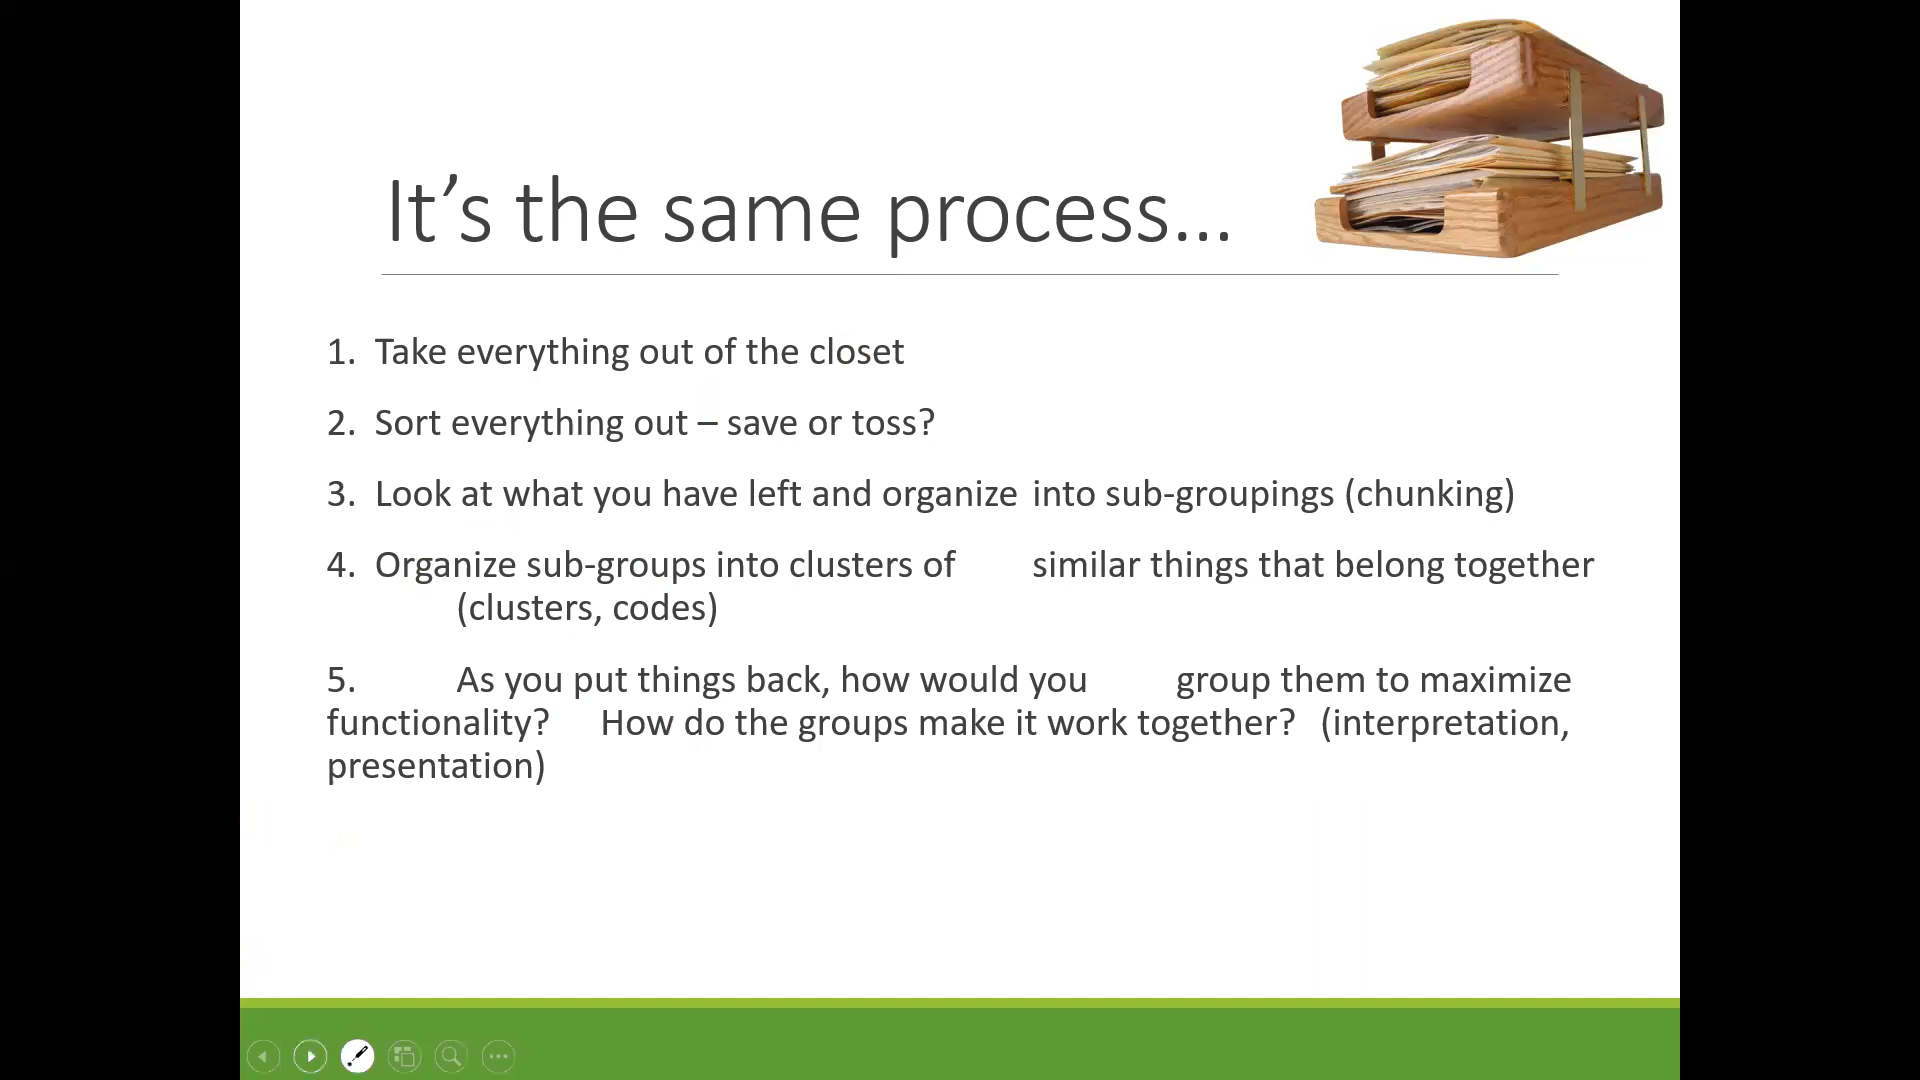 It’s the same process…
1. Take everything out of the closet
2. Sort everything out – save or toss?
3. Look at what you have left and organize into sub-groupings (chunking)
4. Organize sub-groups into clusters of similar things that belong together
(clusters, codes)
5. As you put things back, how would you group them to maximize
functionality? How do the groups make it work together? (interpretation,
presentation)